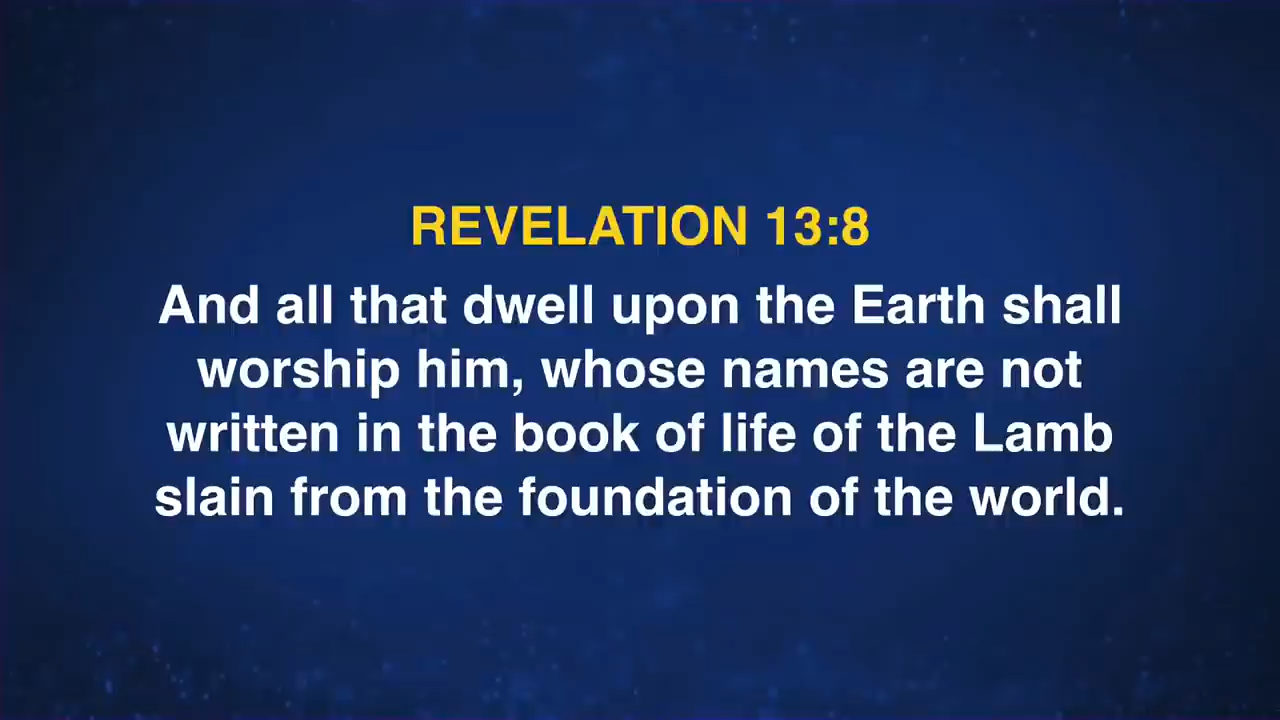 REVELATION 13:8
And all that dwell upon the Earth shall
worship him, whose names are not
written in the book of life of the Lamb
slain from the foundation of the world.